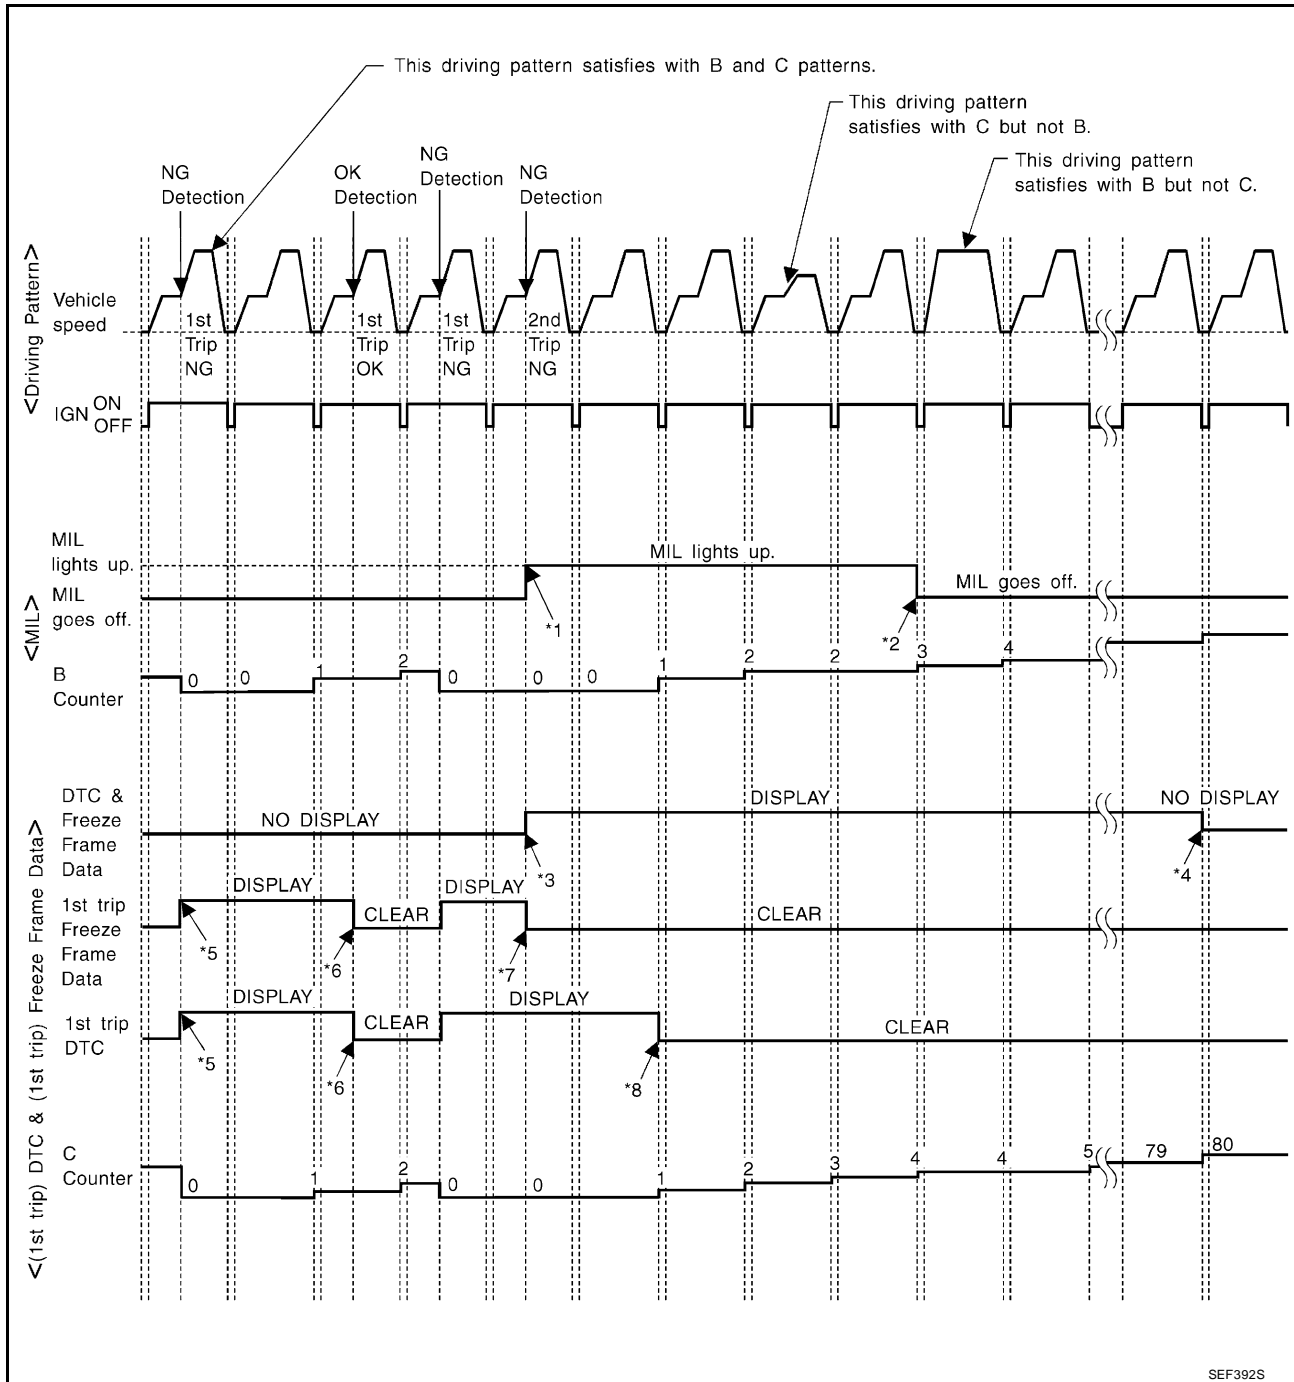 This driving pattern satisfies with B and C patterns.
This driving pattern
satisfies with C but not B.
This driving pattern
satisfies with B but not C.
NG
Detection
OK
Detection
NG
Detection
NG
Detection
<Driving Pattern>
Vehicle
speed
1st
Trip
NG
1st
Trip
OK
1st
Trip
NG
2nd
Trip
NG
IGN ON
OFF
<MIL>
MIL
lights up.
MIL
goes off.
MIL lights up.
MIL goes off.
*1
*2
B
Counter
0 0 1 2 0 0 0 1 2 2 3 4
<(1st trip) DTC & (1st trip) Freeze Frame Data>
DTC &
Freeze
Frame
Data
NO DISPLAY
DISPLAY
NO DISPLAY
*3
*4
1st trip
Freeze
Frame
Data
DISPLAY
CLEAR
DISPLAY
CLEAR
*5
*6
*7
1st trip
DTC
DISPLAY
CLEAR
DISPLAY
CLEAR
*5
*6
*8
C
Counter
0 1 2 0 0 1 2 3 4 4 5 79 80
SEF392S